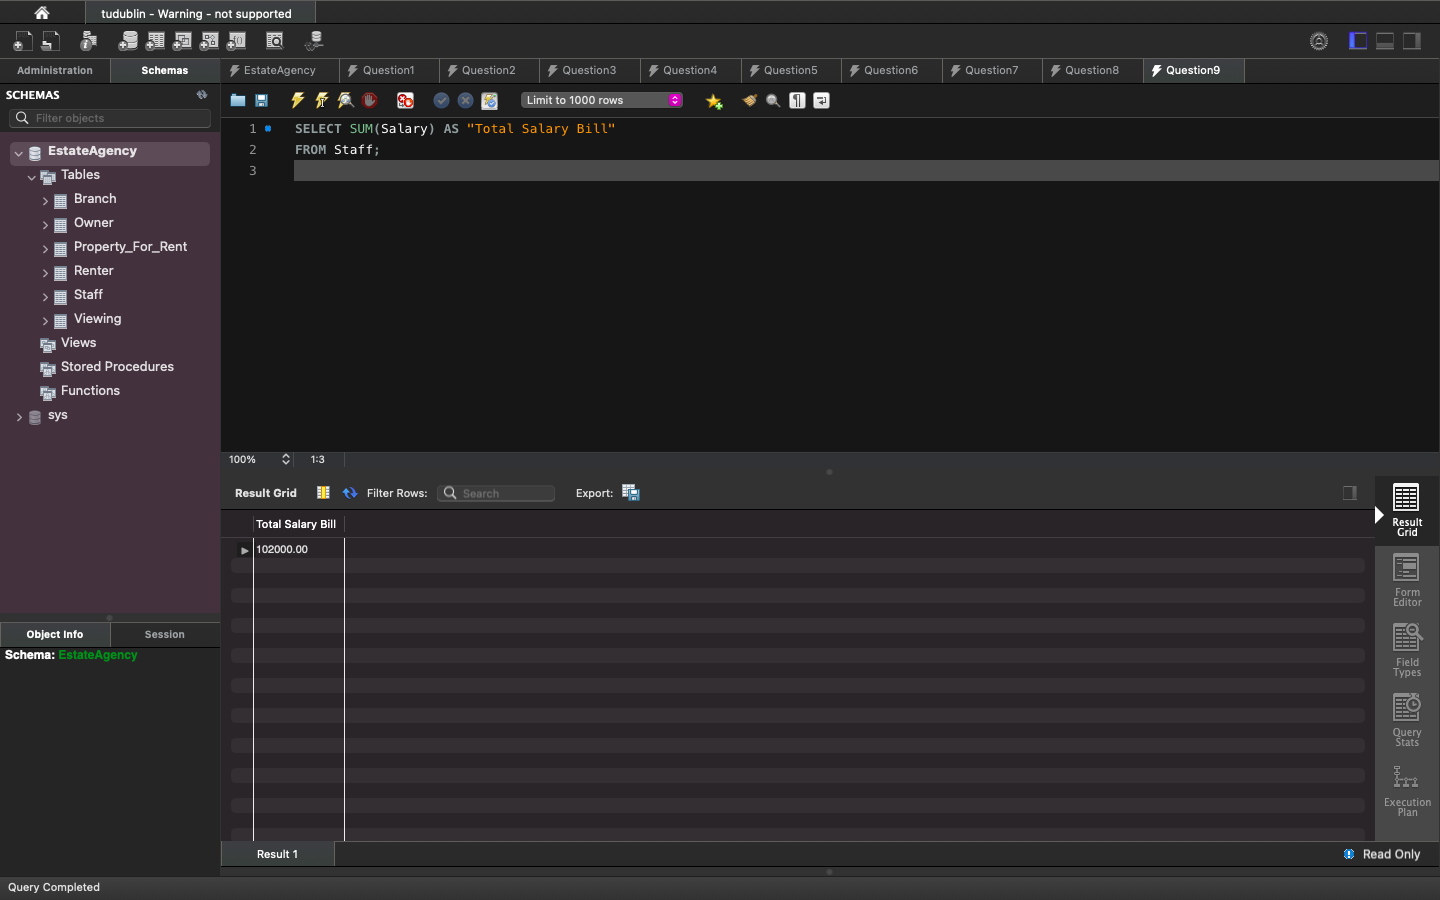 tudublin - Warning - not supported
Administration
Schemas
EstateAgency
Question1
Question2
Question3
Question4
Question5
Question6
Question7
Question8
Question9
SCHEMAS
Filter objects
Limit to 1000 rows
EstateAgency
Tables
Branch
Owner
Property_For_Rent
Renter
Staff
Viewing
Views
Stored Procedures
Functions
sys
1 SELECT SUM(Salary) AS "Total Salary Bill"
2 FROM Staff;
3
100%
1:3
Result Grid
Filter Rows:
Search
Export:
Total Salary Bill
102000.00
Result
Grid
Form
Editor
Field
Types
Query
Stats
Execution
Plan
Object Info
Session
Schema: EstateAgency
Result 1
Read Only
Query Completed